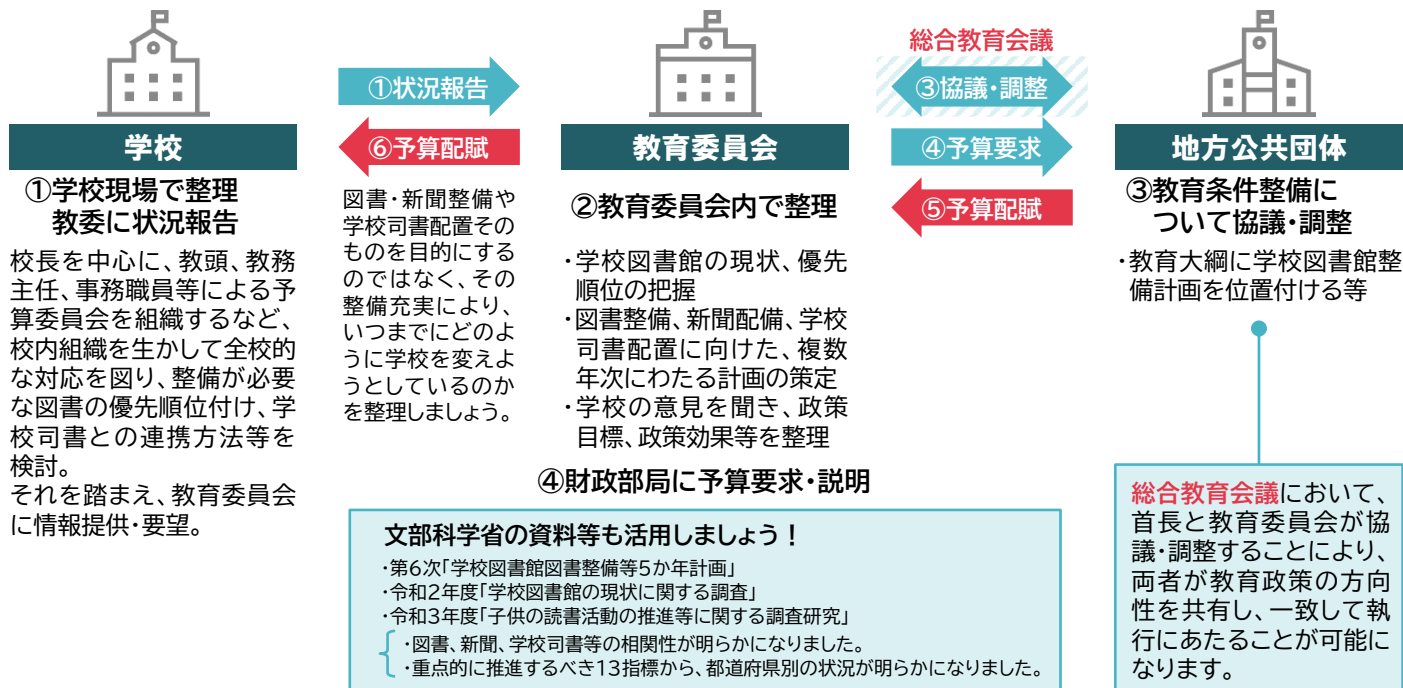 学校
①学校現場で整理
教委に状況報告
校長を中心に、教頭、教務
主任、事務職員等による予
算委員会を組織するなど、
校内組織を生かして全校的
な対応を図り、整備が必要
な図書の優先順位付け、学
校司書との連携方法等を
検討。
それを踏まえ、教育委員会
に情報提供・要望。
①状況報告
⑥予算配賦
図書・新聞整備や
学校司書配置その
ものを目的にする
のではなく、その
整備充実により、
いつまでにどのよ
うに学校を変えよ
うとしているのか
を整理しましょう。
教育委員会
②教育委員会内で整理
・学校図書館の現状、優先
順位の把握
・図書整備、新聞配備、学校
司書配置に向けた、複数
年次にわたる計画の策定
・学校の意見を聞き、政策
目標、政策効果等を整理
④財政部局に予算要求・説明
文部科学省の資料等も活用しましょう！
・第6次「学校図書館図書整備等5か年計画」
・令和2年度「学校図書館の現状に関する調査」
・令和3年度「子供の読書活動の推進等に関する調査研究」
・図書、新聞、学校司書等の相関性が明らかになりました。
・重点的に推進するべき13指標から、都道府県別の状況が明らかになりました。
総合教育会議
③協議・調整
④予算要求
⑤予算配賦
地方公共団体
③教育条件整備に
ついて協議・調整
・教育大綱に学校図書館整
備計画を位置付ける等
総合教育会議において、
首長と教育委員会が協
議・調整することにより、
両者が教育政策の方向
性を共有し、一致して執
行にあたることが可能に
なります。